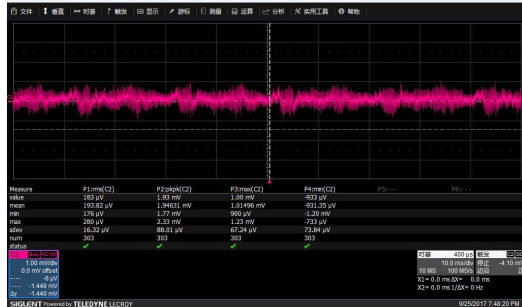 文件 垂直 时基 触发 显示 游标 测量 运算 分析 实用工具 帮助
Measure P1:rms(C2) P2:pkpk(C2) P3:max(C2) P4:min(C2) P5:--- P6:---
value 183 µV 1.93 mV 1.00 mV -933 µV
mean 193.82 µV 1.94631 mV 1.01496 mV -931.35 µV
min 176 µV 1.77 mV 900 µV -1.20 mV
max 280 µV 2.33 mV 1.23 mV -733 µV
sdev 16.32 µV 88.01 µV 67.24 µV 73.84 µV
num 303 303 303 303
status
C2 BwL AC1M 时基 400 µs 触发 C2 DC
1.00 mV/div 10.0 ms/div 停止 -4.10 m
0.0 mV offset 10 MS 100 MS/s 边沿
-8 µV X1= 0.0 ms ΔX= 0.0 ms
-1.448 mV X2= 0.0 ms 1/ΔX= 0 Hz
Δy -1.440 mV
SIGLENT Powered by TELEDYNE LECROY 9/25/2017 7:48:20 PM